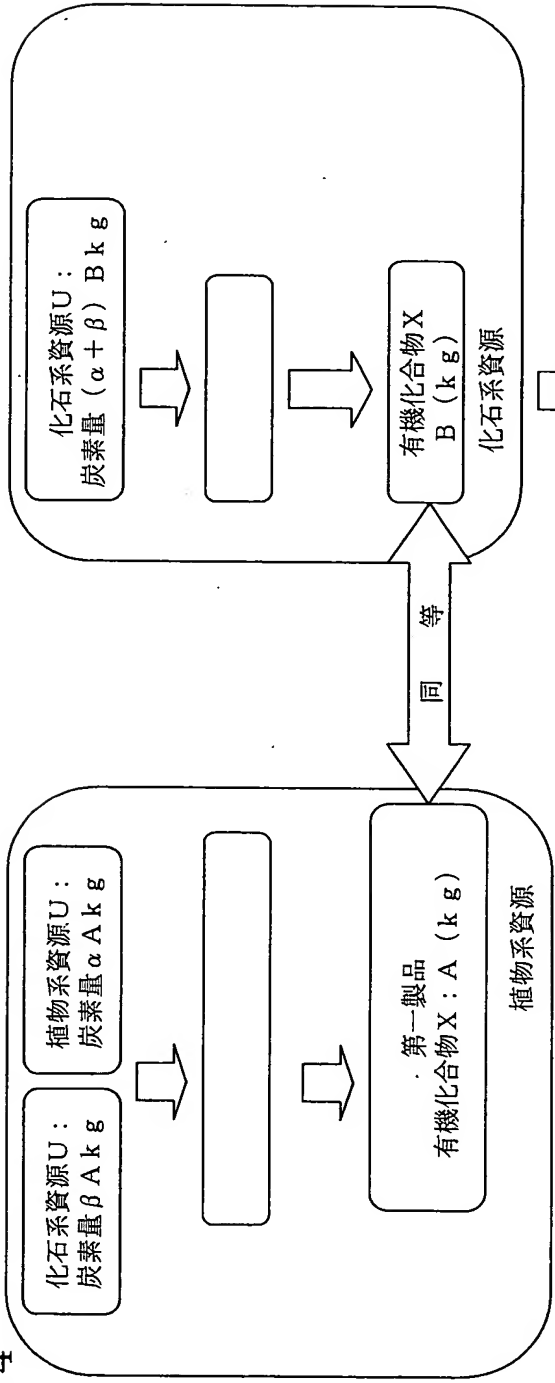 化石系資源U：
炭素量βAkg
植物系資源U：
炭素量αAkg
・第一製品
有機化合物X：A（kg）
植物系資源
同　等
化石系資源U：
炭素量（α＋β）Bkg
有機化合物X
B（kg）
化石系資源